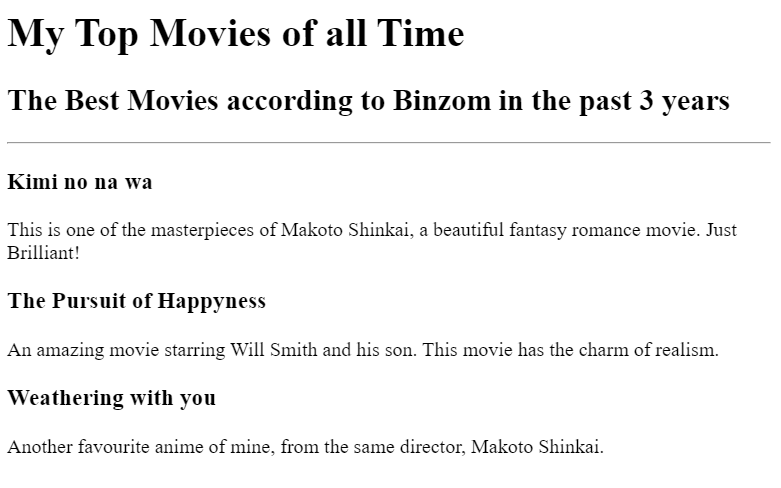 My Top Movies of all Time
The Best Movies according to Binzom in the past 3 years
Kimi no na wa
This is one of the masterpieces of Makoto Shinkai, a beautiful fantasy romance movie. Just
Brilliant!
The Pursuit of Happyness
An amazing movie starring Will Smith and his son. This movie has the charm of realism.
Weathering with you
Another favourite anime of mine, from the same director, Makoto Shinkai.